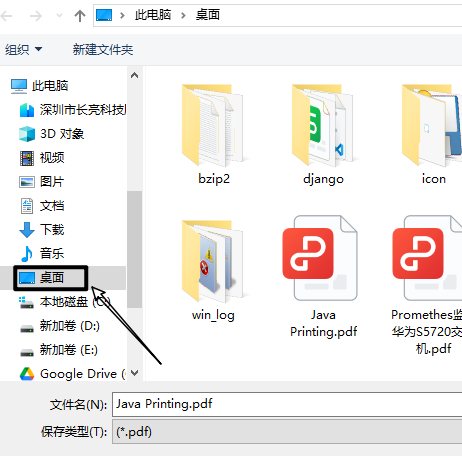 此电脑 › 桌面
组织 新建文件夹
此电脑
深圳市长亮科技
3D 对象
视频
图片
文档
下载
音乐
桌面
本地磁盘 (C
新加卷 (D:)
新加卷 (E:)
Google Drive (
bzip2
django
icon
win_log
Java
Printing.pdf
Promethes监
华为S5720交
机.pdf
文件名(N): Java Printing.pdf
保存类型(T): (*.pdf)